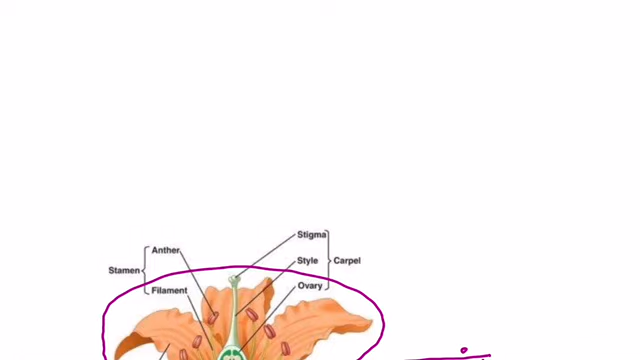 Stigma
Anther
Style
Carpel
Stamen
Ovary
Filament